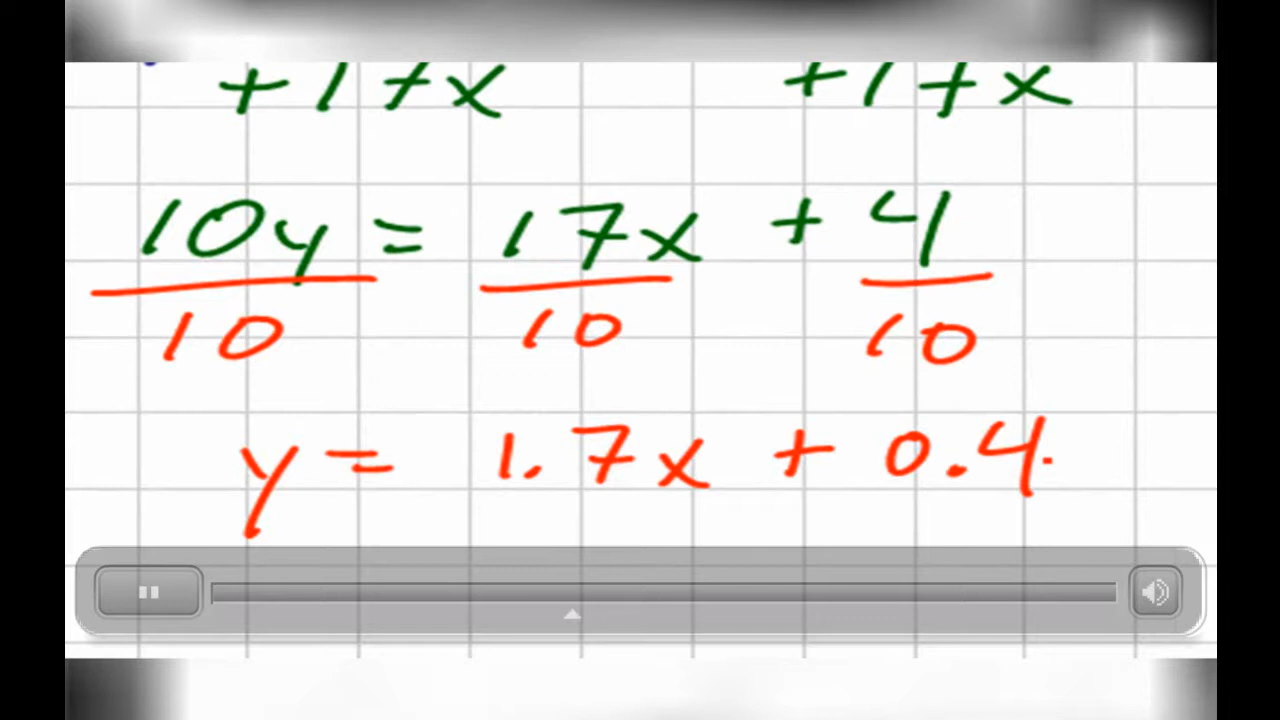 +17x +17x
10y = 17x + 4
10 10 10
y = 1.7x + 0.4.